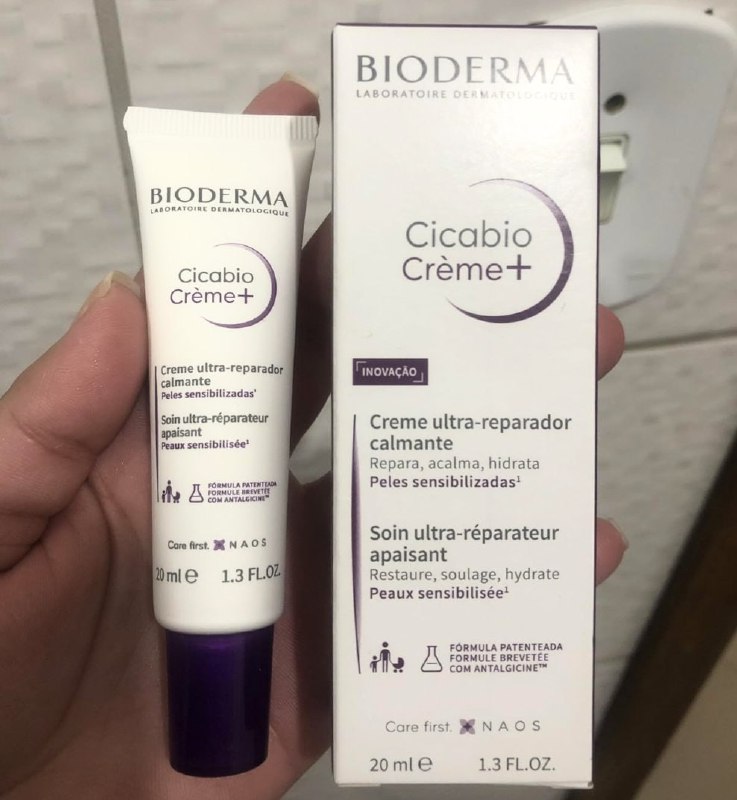 BIODERMA
LABORATOIRE DERMATOLOGIQUE
Cicabio
Crème+
Creme ultra-reparador
calmante
Peles sensibilizadas¹
Soin ultra-réparateur
apaisant
Peaux sensibilisée¹
FÓRMULA PATENTEADA
FORMULE BREVETÉE
COM ANTALGICINE™
Care first. NAOS
20 ml e 1.3 FL.OZ.
BIODERMA
LABORATOIRE DERMATOLOGIQUE
Cicabio
Crème+
INOVAÇÃO
Creme ultra-reparador
calmante
Repara, acalma, hidrata
Peles sensibilizadas¹
Soin ultra-réparateur
apaisant
Restaure, soulage, hydrate
Peaux sensibilisée¹
FÓRMULA PATENTEADA
FORMULE BREVETÉE
COM ANTALGICINE™
Care first. NAOS
20 ml e 1.3 FL.OZ.